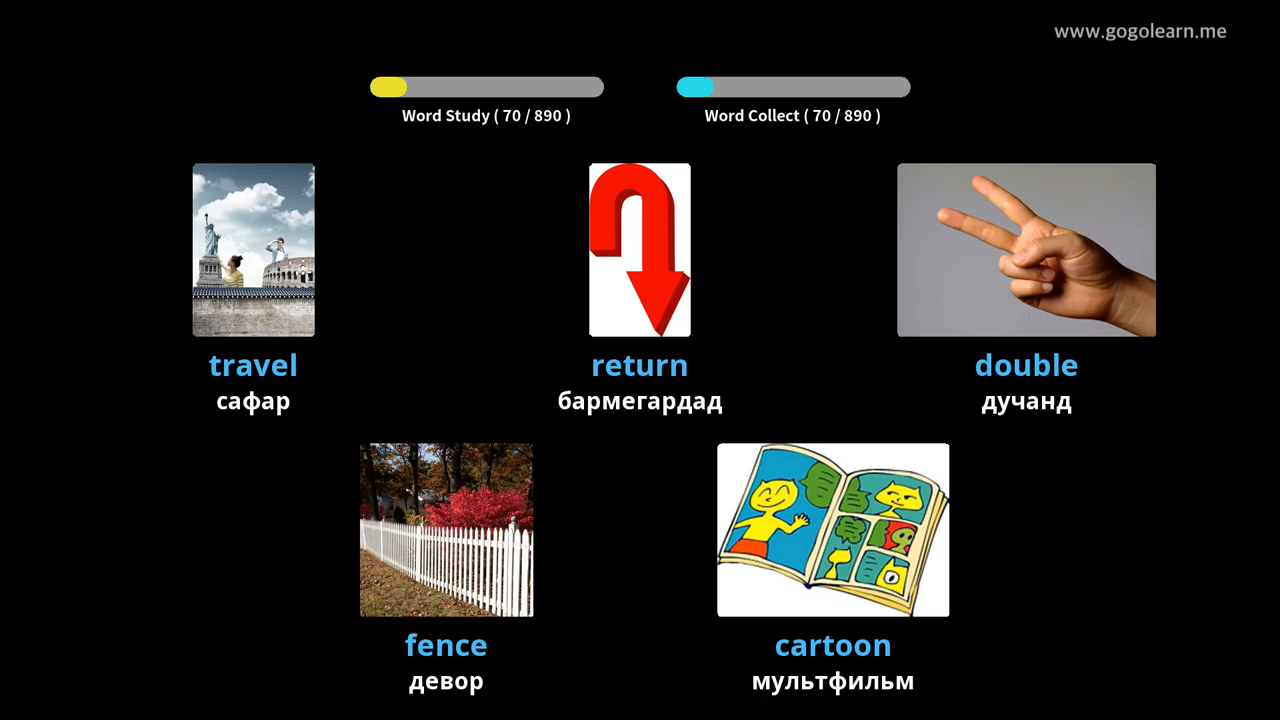 www.gogolearn.me
Word Study ( 70 / 890 )
Word Collect ( 70 / 890 )
travel
сафар
return
бармегардад
double
дучанд
fence
девор
cartoon
мультфильм